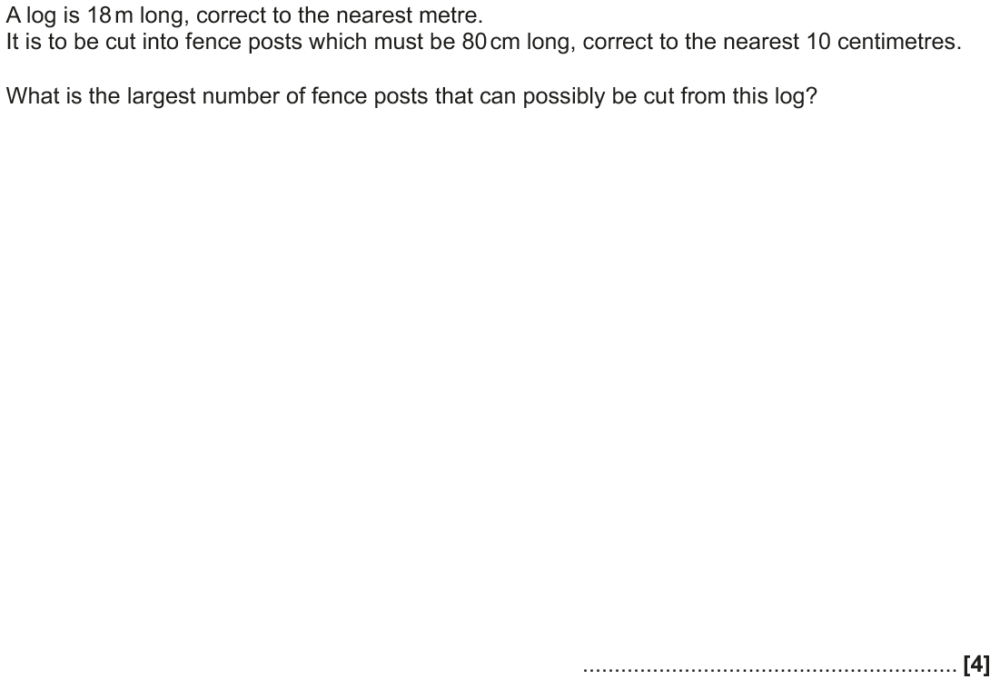 A log is 18 m long, correct to the nearest metre.
It is to be cut into fence posts which must be 80 cm long, correct to the nearest 10 centimetres.
What is the largest number of fence posts that can possibly be cut from this log?
........................................................... [4]